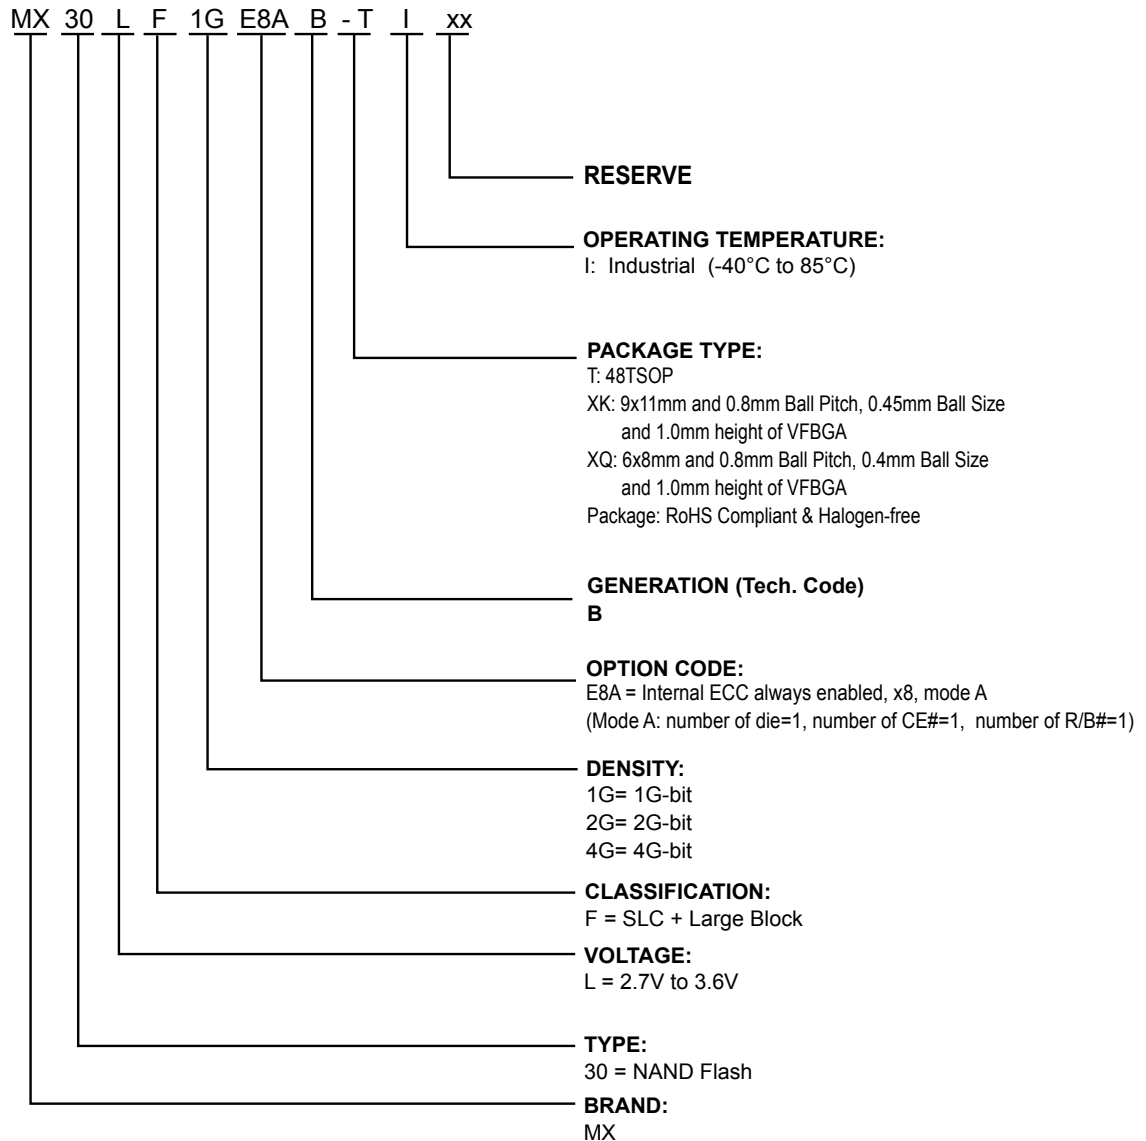 MX 30 L F 1G E8A B - T I xx
RESERVE
OPERATING TEMPERATURE:
I: Industrial (-40°C to 85°C)
PACKAGE TYPE:
T: 48TSOP
XK: 9x11mm and 0.8mm Ball Pitch, 0.45mm Ball Size
and 1.0mm height of VFBGA
XQ: 6x8mm and 0.8mm Ball Pitch, 0.4mm Ball Size
and 1.0mm height of VFBGA
Package: RoHS Compliant & Halogen-free
GENERATION (Tech. Code)
B
OPTION CODE:
E8A = Internal ECC always enabled, x8, mode A
(Mode A: number of die=1, number of CE#=1, number of R/B#=1)
DENSITY:
1G= 1G-bit
2G= 2G-bit
4G= 4G-bit
CLASSIFICATION:
F = SLC + Large Block
VOLTAGE:
L = 2.7V to 3.6V
TYPE:
30 = NAND Flash
BRAND:
MX